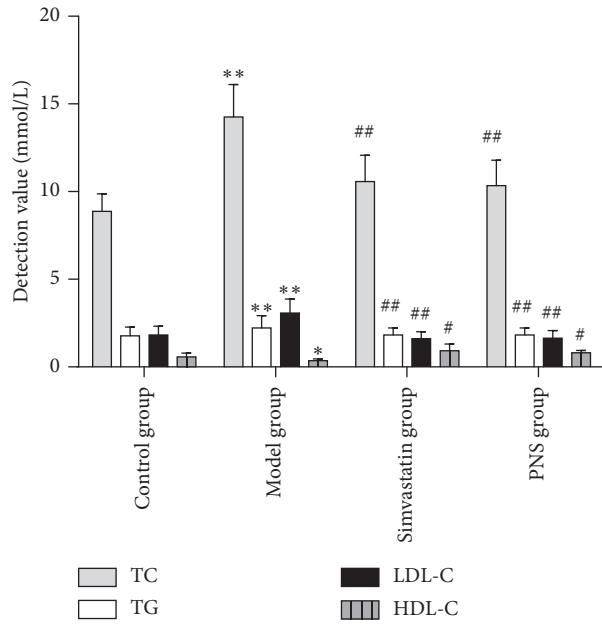 20
15
10
5
0
Detection value (mmol/L)
**
** ** *
## ## ## #
## ## ## #
Control group
Model group
Simvastatin group
PNS group
TC
TG
LDL-C
HDL-C